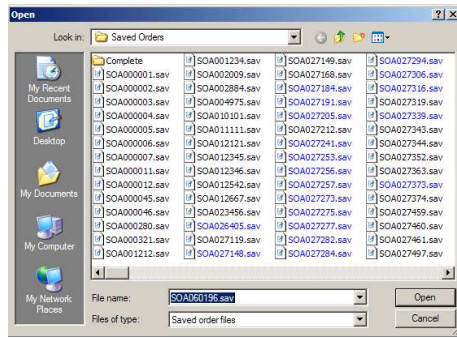 Open
Look in: Saved Orders
My Recent
Documents
Desktop
My Documents
My Computer
My Network
Places
Complete
SOA000001.sav
SOA000002.sav
SOA000003.sav
SOA000004.sav
SOA000005.sav
SOA000006.sav
SOA000007.sav
SOA000011.sav
SOA000012.sav
SOA000045.sav
SOA000046.sav
SOA000280.sav
SOA000321.sav
SOA001212.sav
SOA001234.sav
SOA002009.sav
SOA002884.sav
SOA004975.sav
SOA010101.sav
SOA011111.sav
SOA012121.sav
SOA012345.sav
SOA012346.sav
SOA012542.sav
SOA012667.sav
SOA023456.sav
SOA026405.sav
SOA027119.sav
SOA027148.sav
SOA027149.sav
SOA027168.sav
SOA027184.sav
SOA027191.sav
SOA027205.sav
SOA027212.sav
SOA027241.sav
SOA027253.sav
SOA027256.sav
SOA027257.sav
SOA027273.sav
SOA027275.sav
SOA027277.sav
SOA027282.sav
SOA027284.sav
SOA027294.sav
SOA027306.sav
SOA027316.sav
SOA027319.sav
SOA027339.sav
SOA027343.sav
SOA027344.sav
SOA027352.sav
SOA027363.sav
SOA027373.sav
SOA027374.sav
SOA027459.sav
SOA027460.sav
SOA027461.sav
SOA027497.sav
File name: SOA060196.sav Open
Files of type: Saved order files Cancel